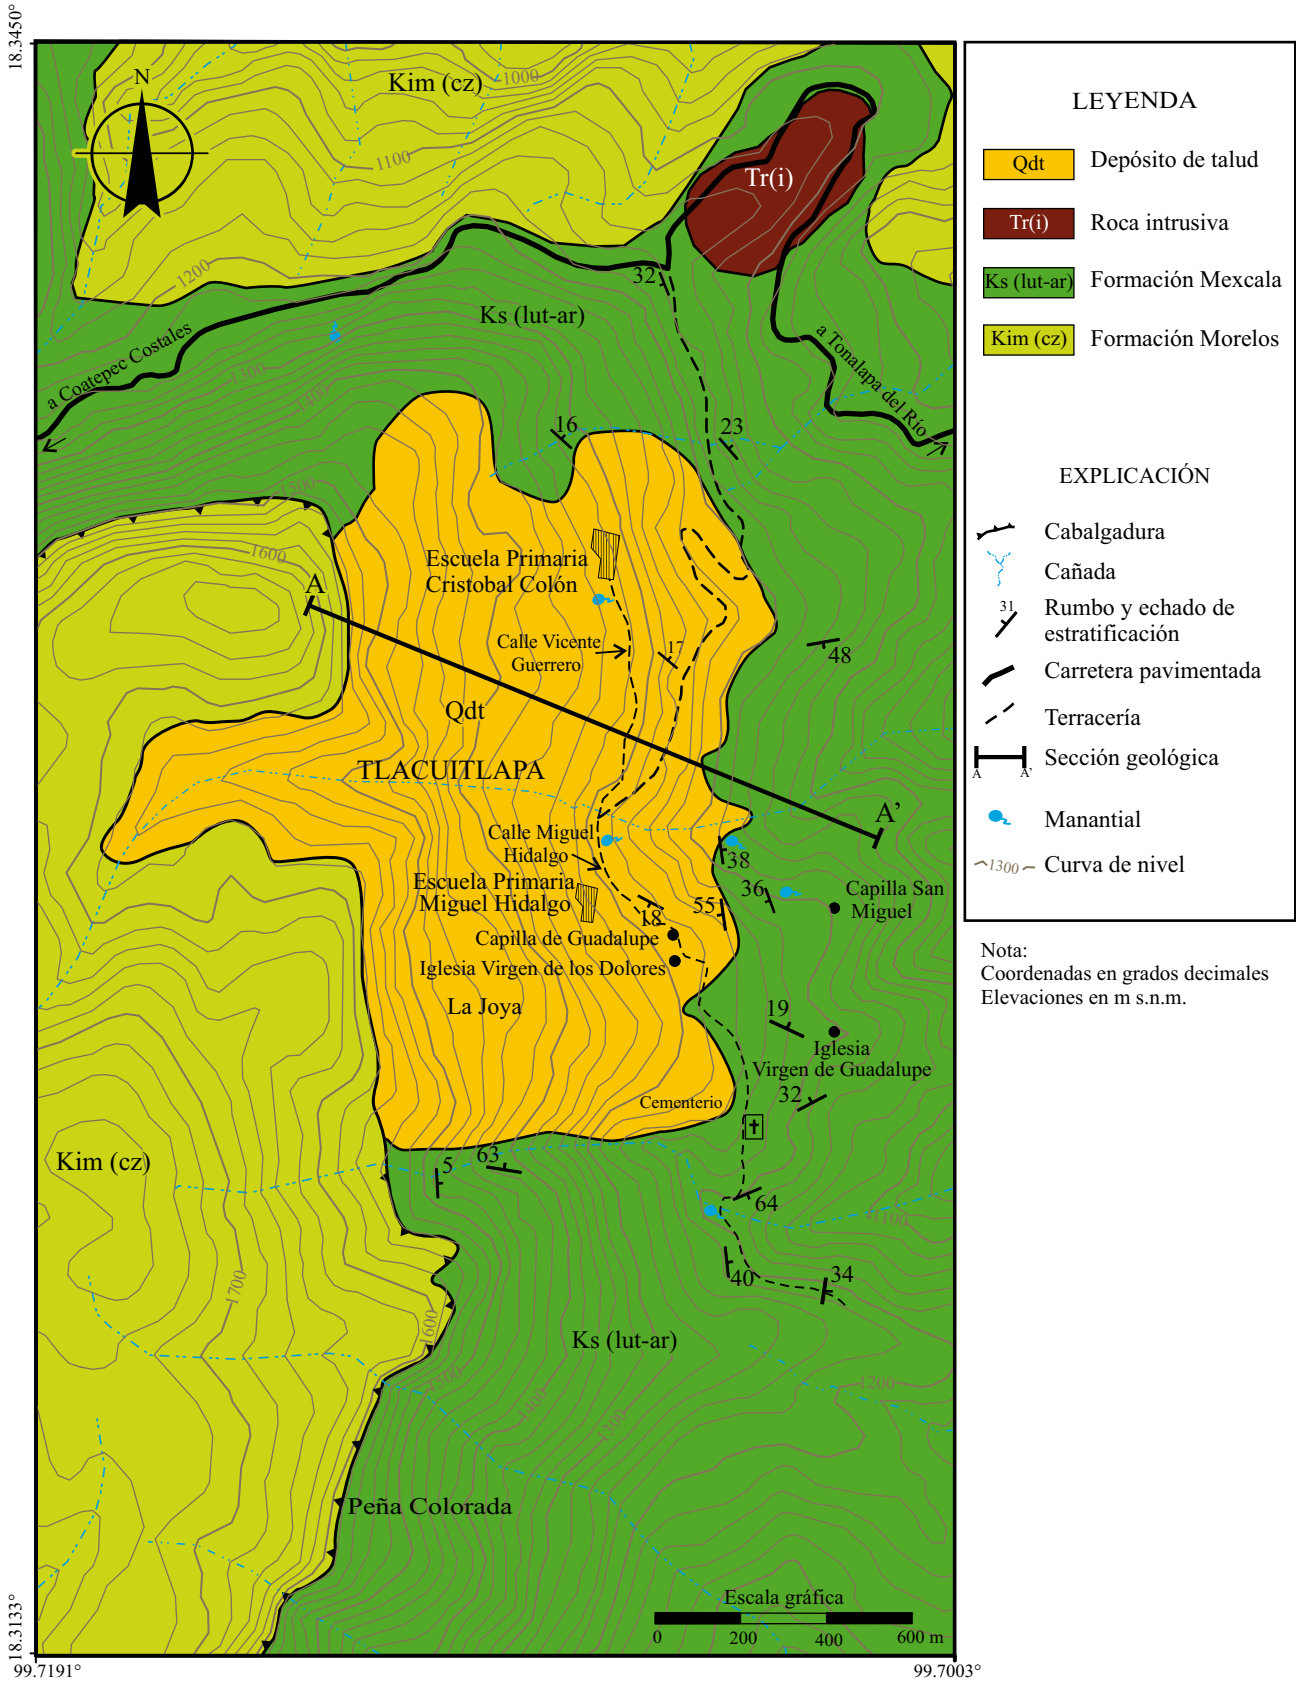 18.3450°
N
Kim (cz)
1000
1100
1200
Tr(i)
32
Ks (lut-ar)
a Coatepec Costales
a Tonalapa del Río
1300
1400
16
23
1500
1600
A
Escuela Primaria
Cristobal Colón
Calle Vicente
Guerrero
17
48
Qdt
TLACUITLAPA
A’
Calle Miguel
Hidalgo
38
Escuela Primaria
Miguel Hidalgo
36
Capilla San
Miguel
18
55
Capilla de Guadalupe
Iglesia Virgen de los Dolores
La Joya
19
Iglesia
Virgen de Guadalupe
32
Cementerio
Kim (cz)
5
63
64
1100
40
34
1700
1600
Ks (lut-ar)
1500
1400
1300
1200
Peña Colorada
Escala gráfica
0 200 400 600 m
18.3133°
99.7191°
99.7003°
LEYENDA
Qdt Depósito de talud
Tr(i) Roca intrusiva
Ks (lut-ar) Formación Mexcala
Kim (cz) Formación Morelos
EXPLICACIÓN
Cabalgadura
Cañada
31 Rumbo y echado de
estratificación
Carretera pavimentada
Terracería
Sección geológica
A A’
Manantial
1300 Curva de nivel
Nota:
Coordenadas en grados decimales
Elevaciones en m s.n.m.